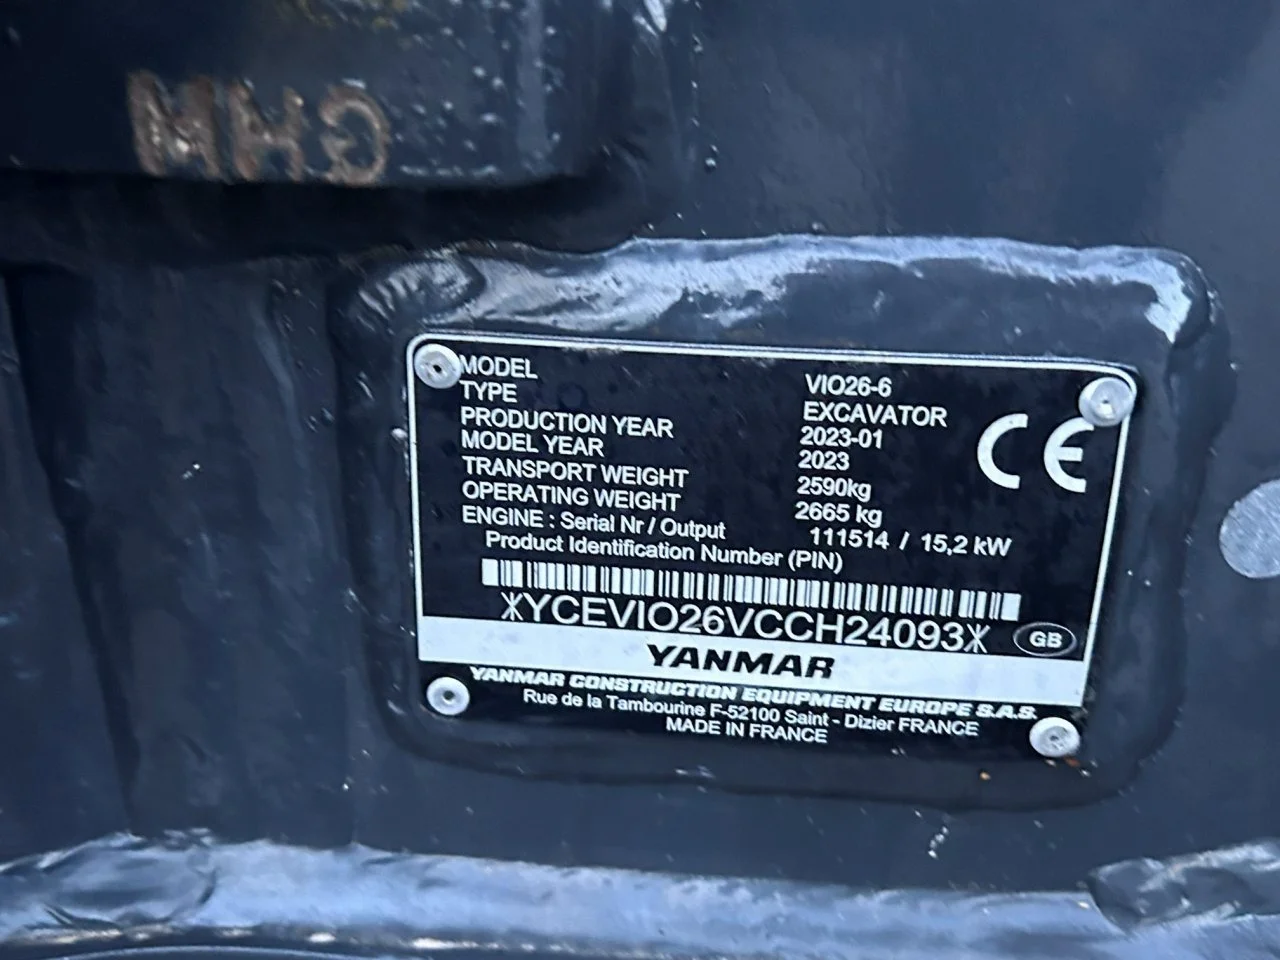 MHG
MODEL VIO26-6
TYPE EXCAVATOR
PRODUCTION YEAR 2023-01
MODEL YEAR 2023
TRANSPORT WEIGHT 2590kg
OPERATING WEIGHT 2665 kg
ENGINE : Serial Nr / Output 111514 / 15,2 kW
Product Identification Number (PIN)
*YCEVIO26VCCH24093* GB
YANMAR
YANMAR CONSTRUCTION EQUIPMENT EUROPE S.A.S.
Rue de la Tambourine F-52100 Saint - Dizier FRANCE
MADE IN FRANCE
CE